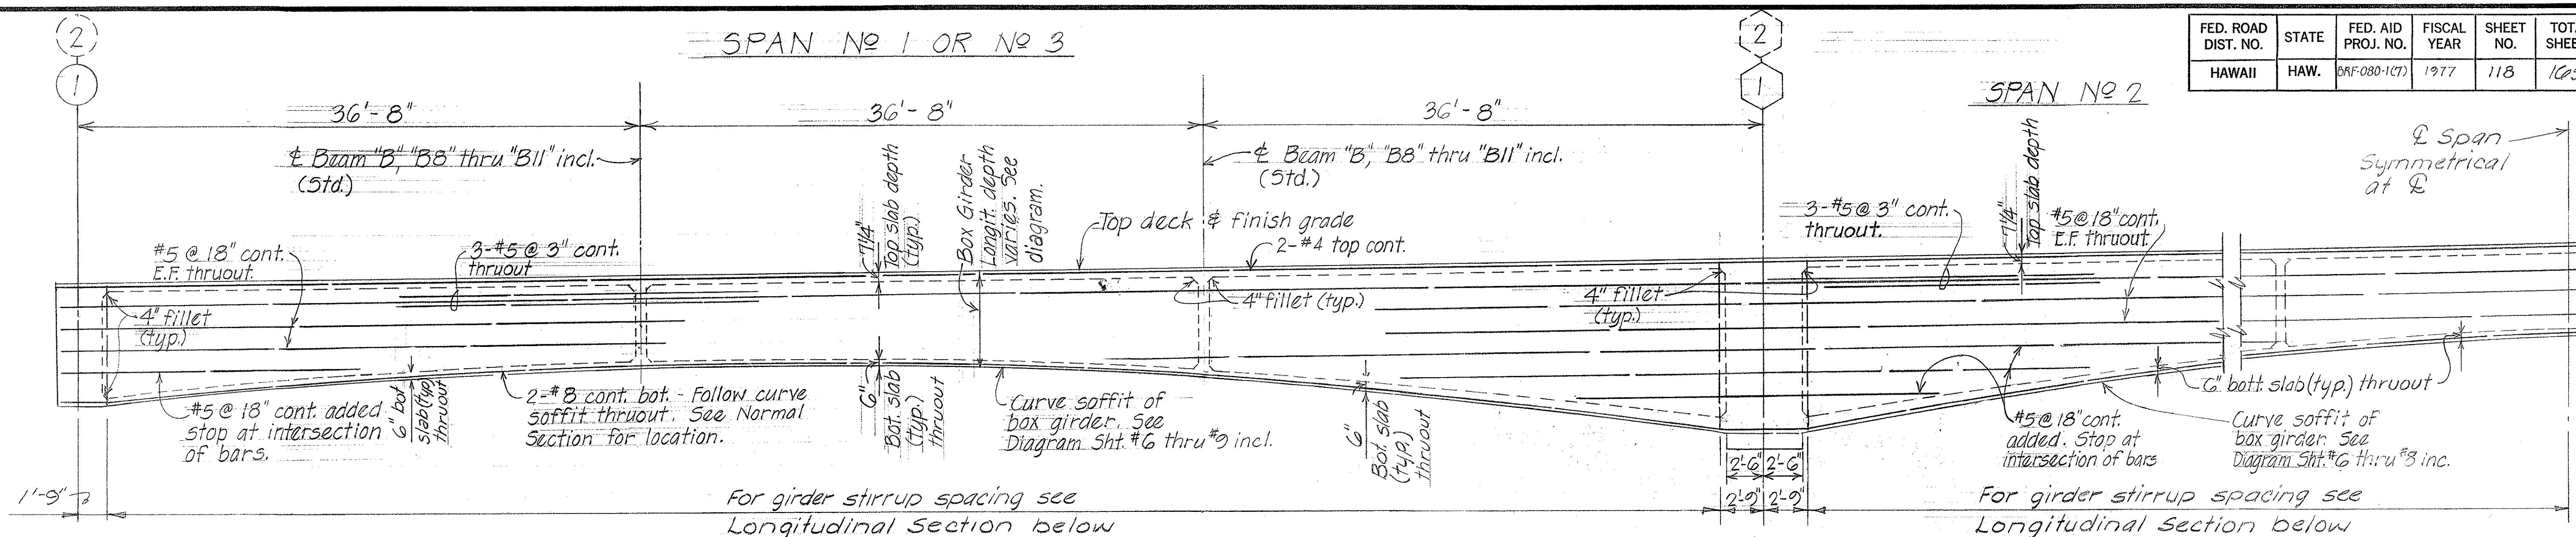 2
1
SPAN Nº 1 OR Nº 3
2
1
SPAN Nº 2
FED. ROAD DIST. NO.
STATE
FED. AID PROJ. NO.
FISCAL YEAR
SHEET NO.
HAWAII
HAW.
BRF-080-1(7)
1977
118
36'-8"
36'-8"
36'-8"
℄ Beam "B", "B8" thru "B11" incl.
(Std.)
℄ Beam "B", "B8" thru "B11" incl.
(Std.)
℄ Span
Symmetrical
at ℄
7¼"
Top slab depth
(typ.)
Box Girder
Longit. depth
varies. See
diagram.
Top deck & finish grade
2-#4 top cont.
#5 @ 18" cont.
E.F. thruout.
3-#5 @ 3" cont.
thruout
3-#5 @ 3" cont.
thruout.
7¼"
Top slab depth
#5 @ 18" cont.
E.F. thruout.
4" fillet
(typ.)
4" fillet (typ.)
4" fillet
(typ.)
#5 @ 18" cont. added
stop at intersection
of bars.
6" bot
slab (typ)
thruout
2-#8 cont. bot. - Follow curve
soffit thruout. See Normal
Section for location.
6"
Bot. slab
(typ.)
thruout
Curve soffit of
box girder. See
Diagram Sht. #6 thru #9 incl.
6"
Bot. slab
(typ.)
thruout
6" bott. slab (typ.) thruout
#5 @ 18" cont.
added. Stop at
intersection of bars
Curve soffit of
box girder. See
Diagram Sht. #6 thru #8 inc.
2'-6" 2'-6"
2'-9" 2'-9"
1'-9"
For girder stirrup spacing see
Longitudinal Section below
For girder stirrup spacing see
Longitudinal Section below